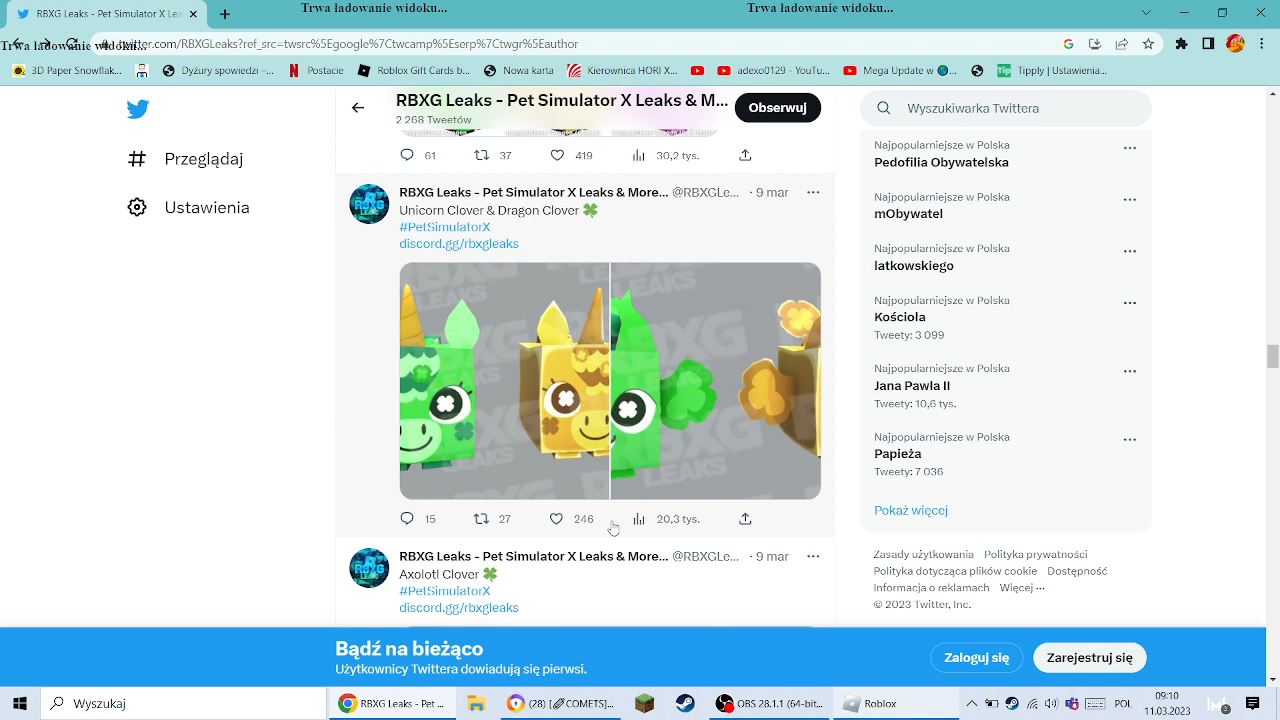 Trwa ładowanie widoku...
Trwa ładowanie widoku...
RBXG Leaks - Pet Simulator X Lea
Trwa ładowanie widoku...
twitter.com/RBXGLeaks?ref_src=twsrc%5Egoogle%7Ctwcamp%5Eserp%7Ctwgr%5Eauthor
3D Paper Snowflak...
Dyżury spowiedzi –...
Postacie
Roblox Gift Cards b...
Nowa karta
Kierownica HORI X...
adexo0129 - YouTu...
Mega Update w El...
Tip
Tipply | Ustawienia...
Przeglądaj
Ustawienia
RBXG Leaks - Pet Simulator X Leaks & M...
2 268 Tweetów
Obserwuj
61
37
419
30,2 tys.
RBXG Leaks - Pet Simulator X Leaks & More... @RBXGLe... · 9 mar
Unicorn Clover & Dragon Clover
#PetSimulatorX
discord.gg/rbxgleaks
RBXG LEAKS
15
27
246
20,3 tys.
RBXG Leaks - Pet Simulator X Leaks & More... @RBXGLe... · 9 mar
Axolotl Clover
#PetSimulatorX
discord.gg/rbxgleaks
Wyszukiwarka Twittera
Najpopularniejsze w Polska
Pedofilia Obywatelska
Najpopularniejsze w Polska
mObywatel
Najpopularniejsze w Polska
latkowskiego
Najpopularniejsze w Polska
Kościoła
Tweety: 3 099
Najpopularniejsze w Polska
Jana Pawła II
Tweety: 10,6 tys.
Najpopularniejsze w Polska
Papieża
Tweety: 7 036
Pokaż więcej
Zasady użytkowania Polityka prywatności
Polityka dotycząca plików cookie Dostępność
Informacja o reklamach Więcej ...
© 2023 Twitter, Inc.
Bądź na bieżąco
Użytkownicy Twittera dowiadują się pierwsi.
Zaloguj się
Zarejestruj się
Wyszukaj
RBXG Leaks - Pet ...
OBS 28.1.1 (64-bit...
Roblox
POL
09:10
11.03.2023
3